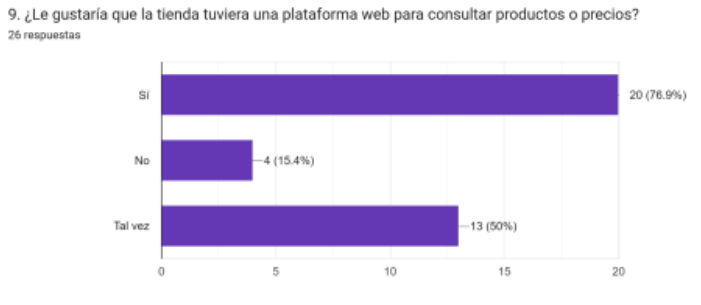 9. ¿Le gustaría que la tienda tuviera una plataforma web para consultar productos o precios?
26 respuestas
Sí 20 (76.9%)
No 4 (15.4%)
Tal vez 13 (50%)
0 5 10 15 20